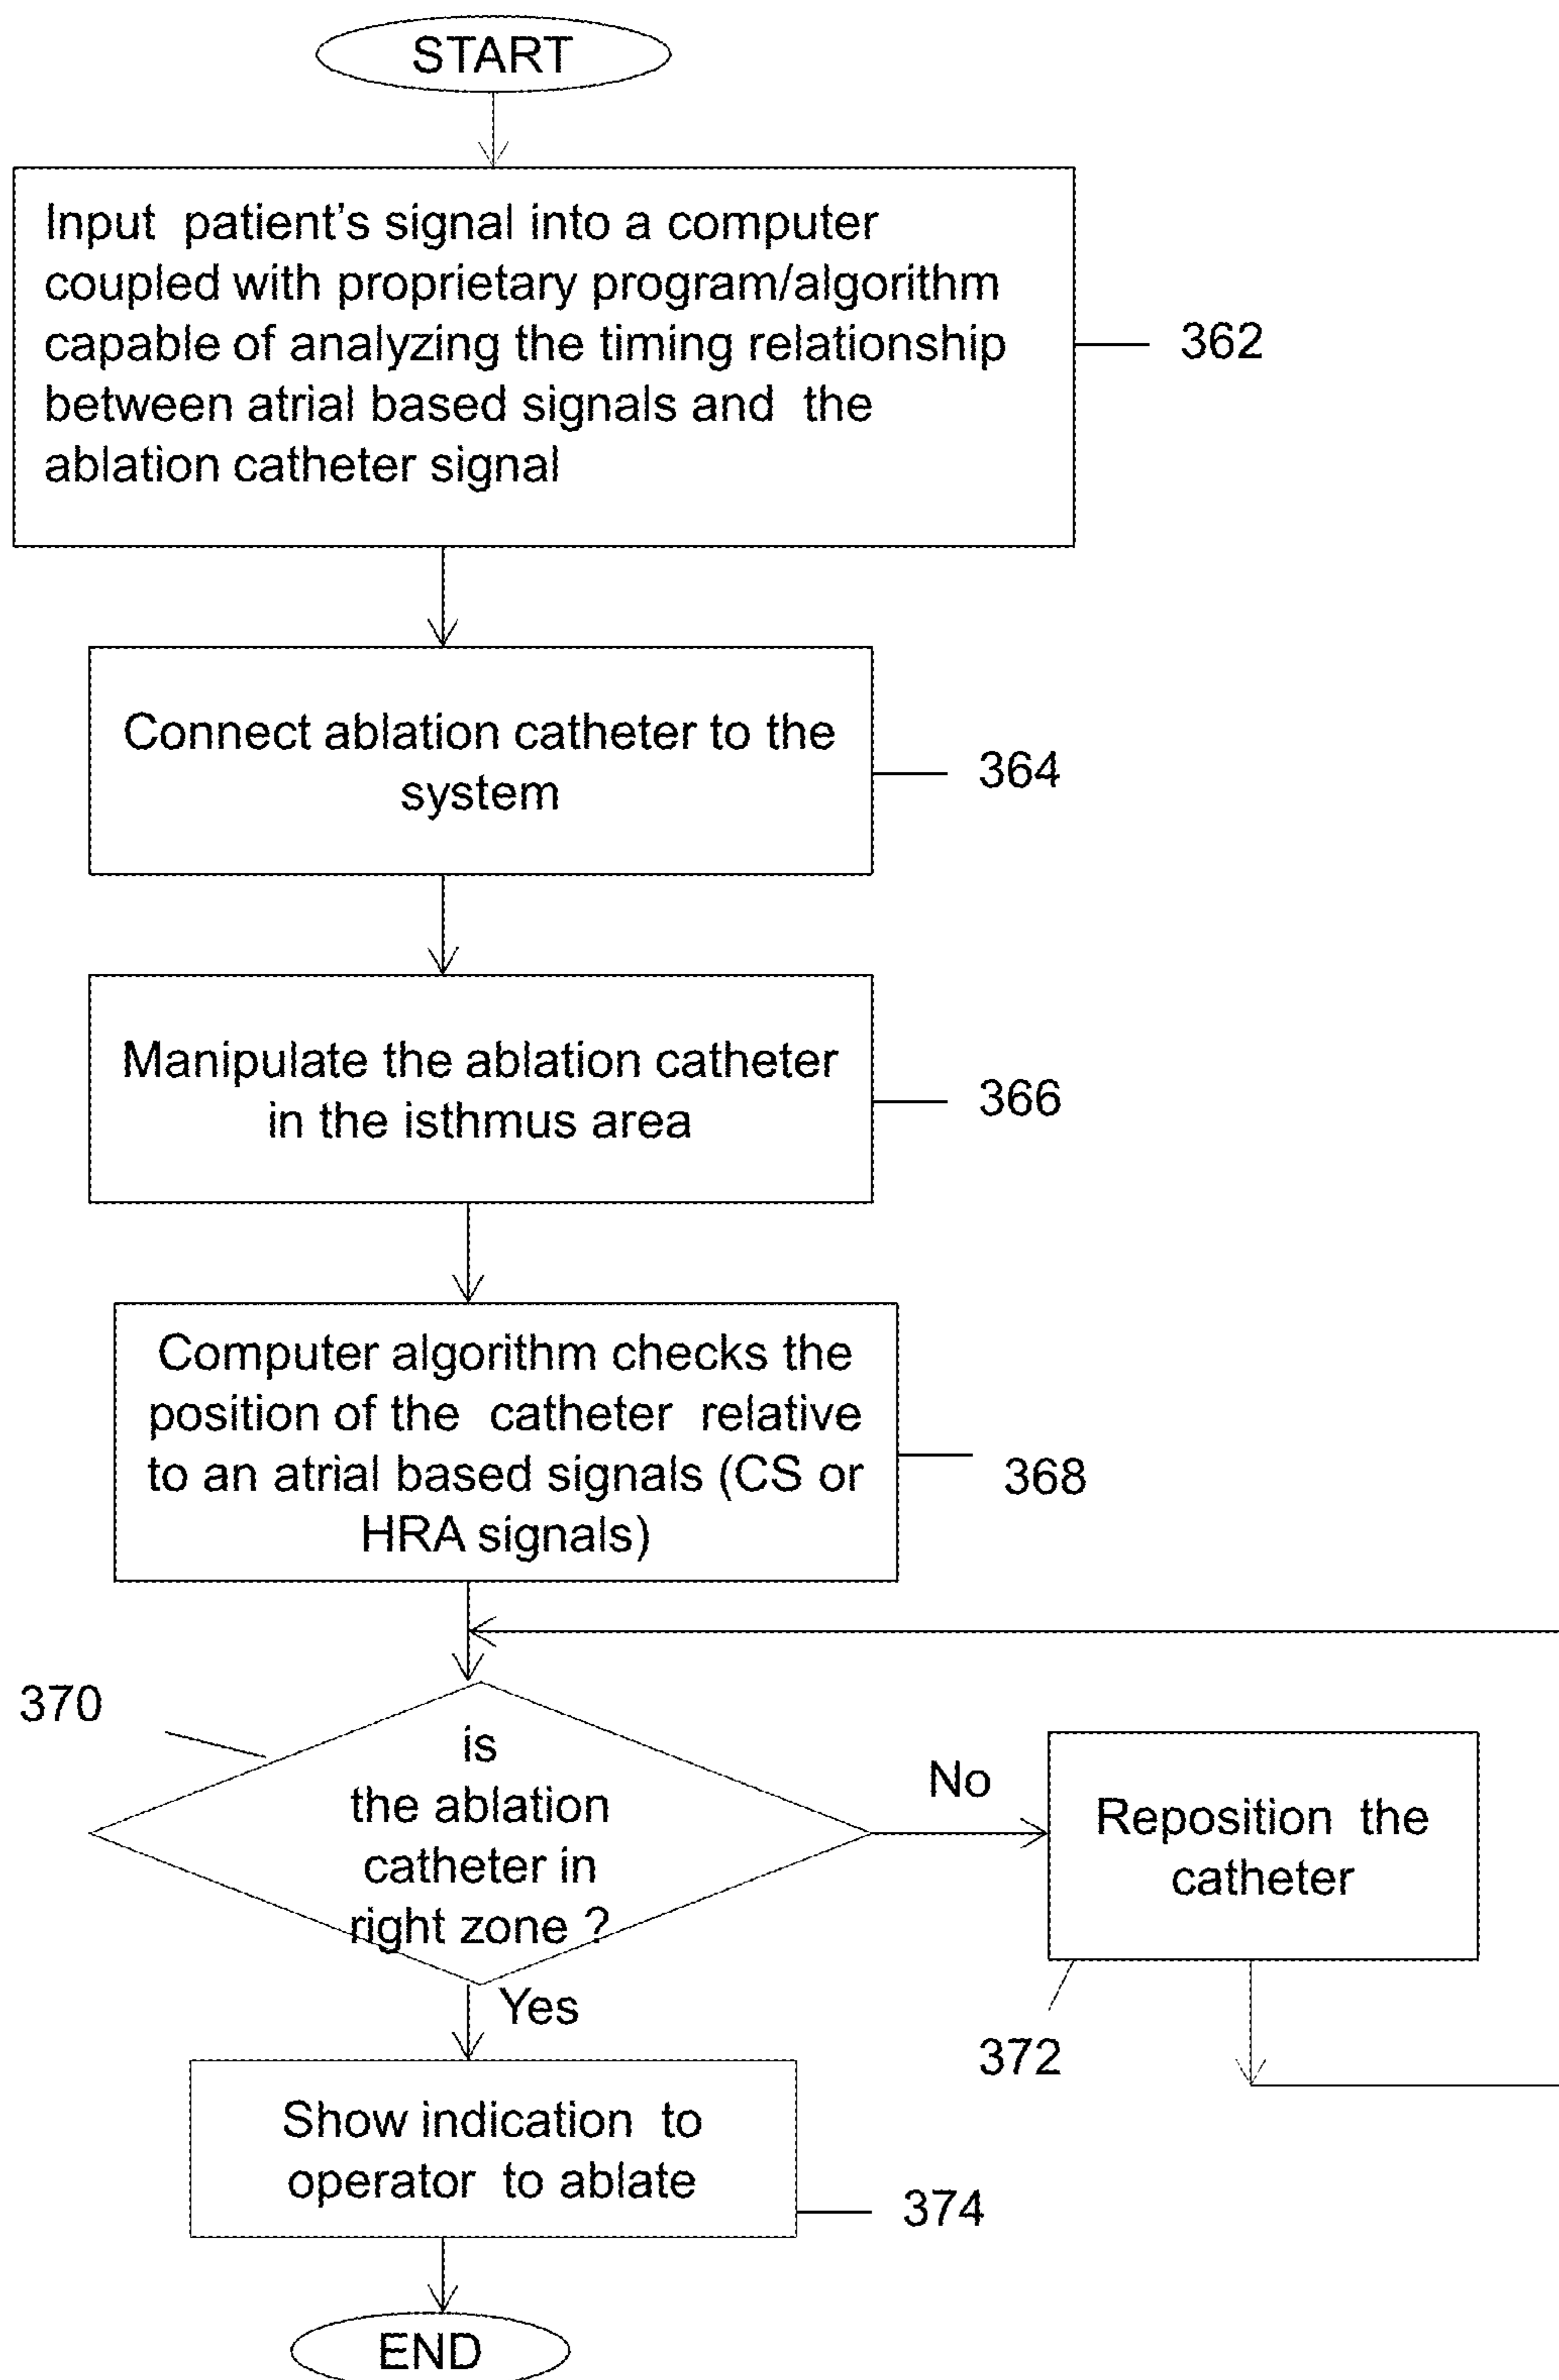 START
Input patient's signal into a computer
coupled with proprietary program/algorithm
capable of analyzing the timing relationship
between atrial based signals and the
ablation catheter signal
362
Connect ablation catheter to the
system
364
Manipulate the ablation catheter
in the isthmus area
366
Computer algorithm checks the
position of the catheter relative
to an atrial based signals (CS or
HRA signals)
368
370
is
the ablation
catheter in
right zone ?
No
Reposition the
catheter
372
Yes
Show indication to
operator to ablate
374
END